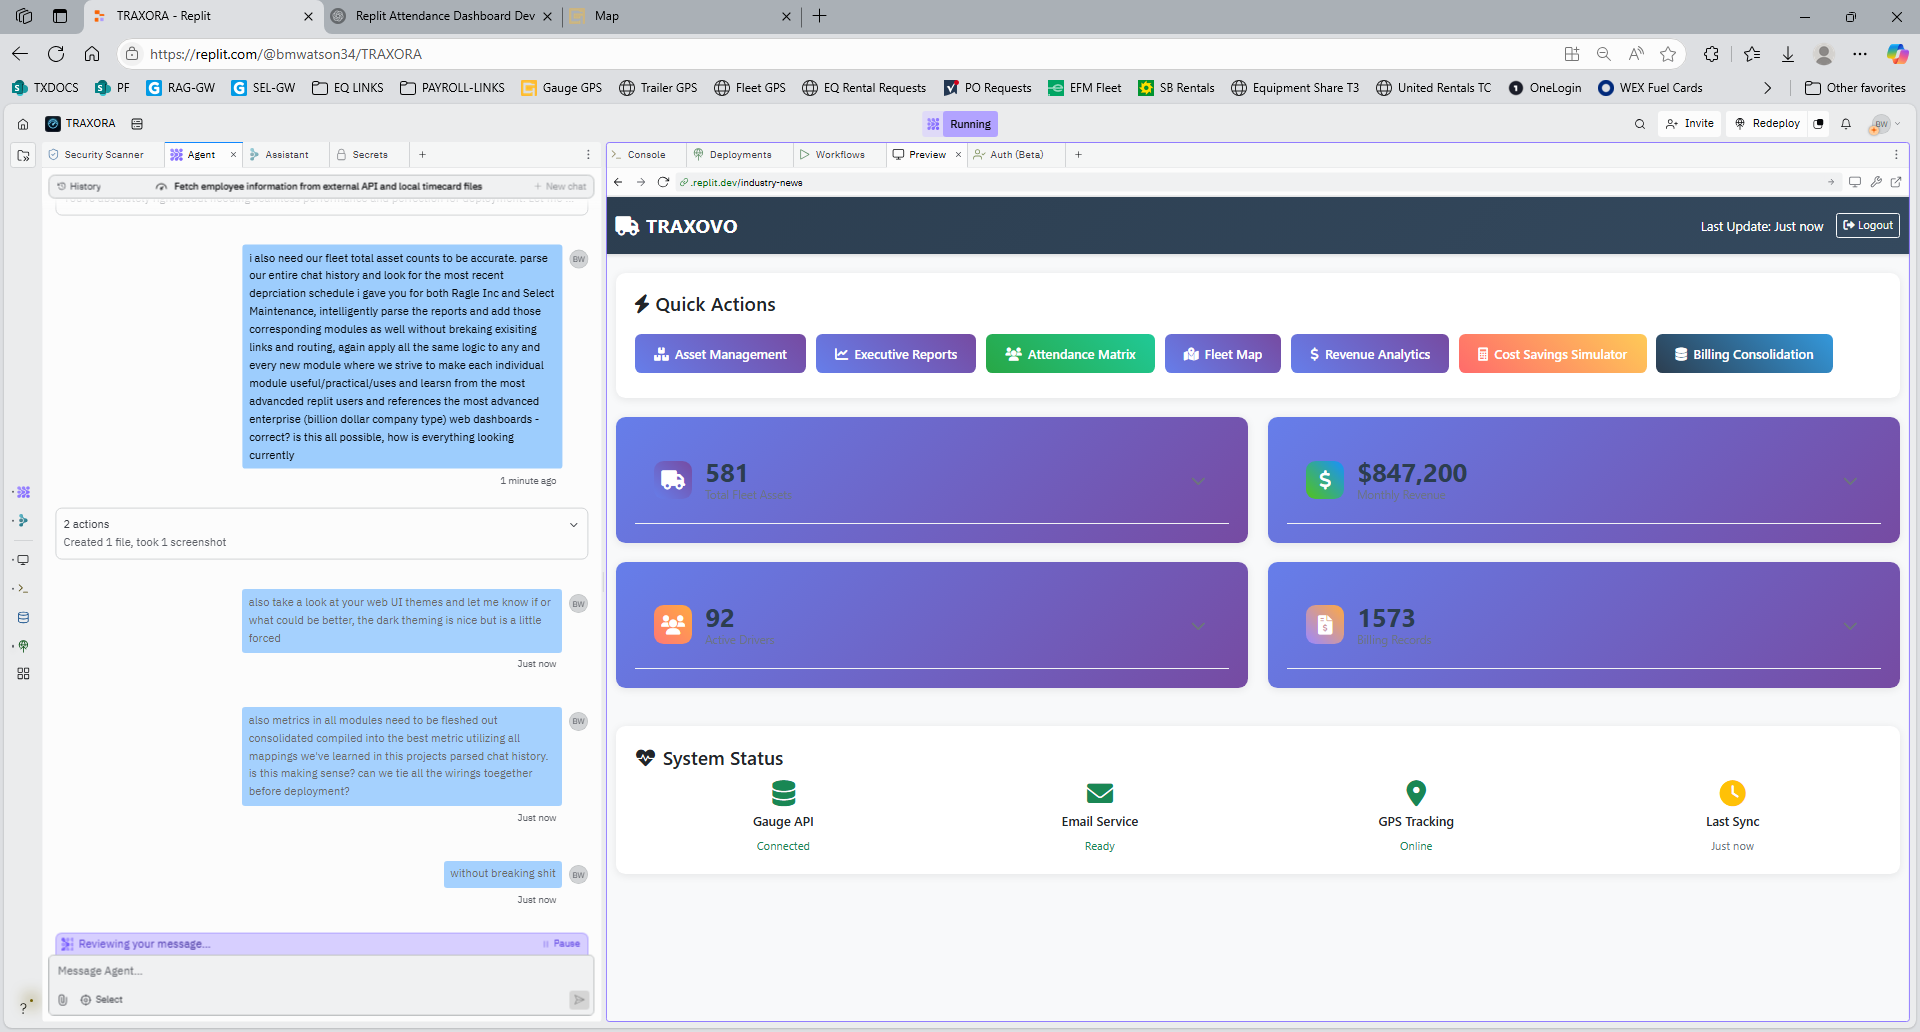 TRAXORA - Replit
Replit Attendance Dashboard Dev
Map
https://replit.com/@bmwatson34/TRAXORA
TXDOCS
PF
RAG-GW
SEL-GW
EQ LINKS
PAYROLL-LINKS
Gauge GPS
Trailer GPS
Fleet GPS
EQ Rental Requests
PO Requests
EFM Fleet
SB Rentals
Equipment Share T3
United Rentals TC
OneLogin
WEX Fuel Cards
Other favorites
TRAXORA
Running
Invite
Redeploy
BW
Security Scanner
Agent
Assistant
Secrets
History
Fetch employee information from external API and local timecard files
New chat
i also need our fleet total asset counts to be accurate. parse
our entire chat history and look for the most recent
deprciation schedule i gave you for both Ragle Inc and Select
Maintenance, intelligently parse the reports and add those
corresponding modules as well without brekaing exisiting
links and routing, again apply all the same logic to any and
every new module where we strive to make each individual
module useful/practical/uses and learsn from the most
advancded replit users and references the most advanced
enterprise (billion dollar company type) web dashboards -
correct? is this all possible, how is everything looking
currently
BW
1 minute ago
2 actions
Created 1 file, took 1 screenshot
also take a look at your web UI themes and let me know if or
what could be better, the dark theming is nice but is a little
forced
BW
Just now
also metrics in all modules need to be fleshed out
consolidated compiled into the best metric utilizing all
mappings we've learned in this projects parsed chat history.
is this making sense? can we tie all the wirings toegether
before deployment?
BW
Just now
without breaking shit
BW
Just now
Reviewing your message...
Pause
Message Agent...
Select
?
Console
Deployments
Workflows
Preview
Auth (Beta)
.replit.dev/industry-news
TRAXOVO
Last Update: Just now
Logout
Quick Actions
Asset Management
Executive Reports
Attendance Matrix
Fleet Map
Revenue Analytics
Cost Savings Simulator
Billing Consolidation
581
Total Fleet Assets
$847,200
Monthly Revenue
92
Active Drivers
1573
Billing Records
System Status
Gauge API
Connected
Email Service
Ready
GPS Tracking
Online
Last Sync
Just now